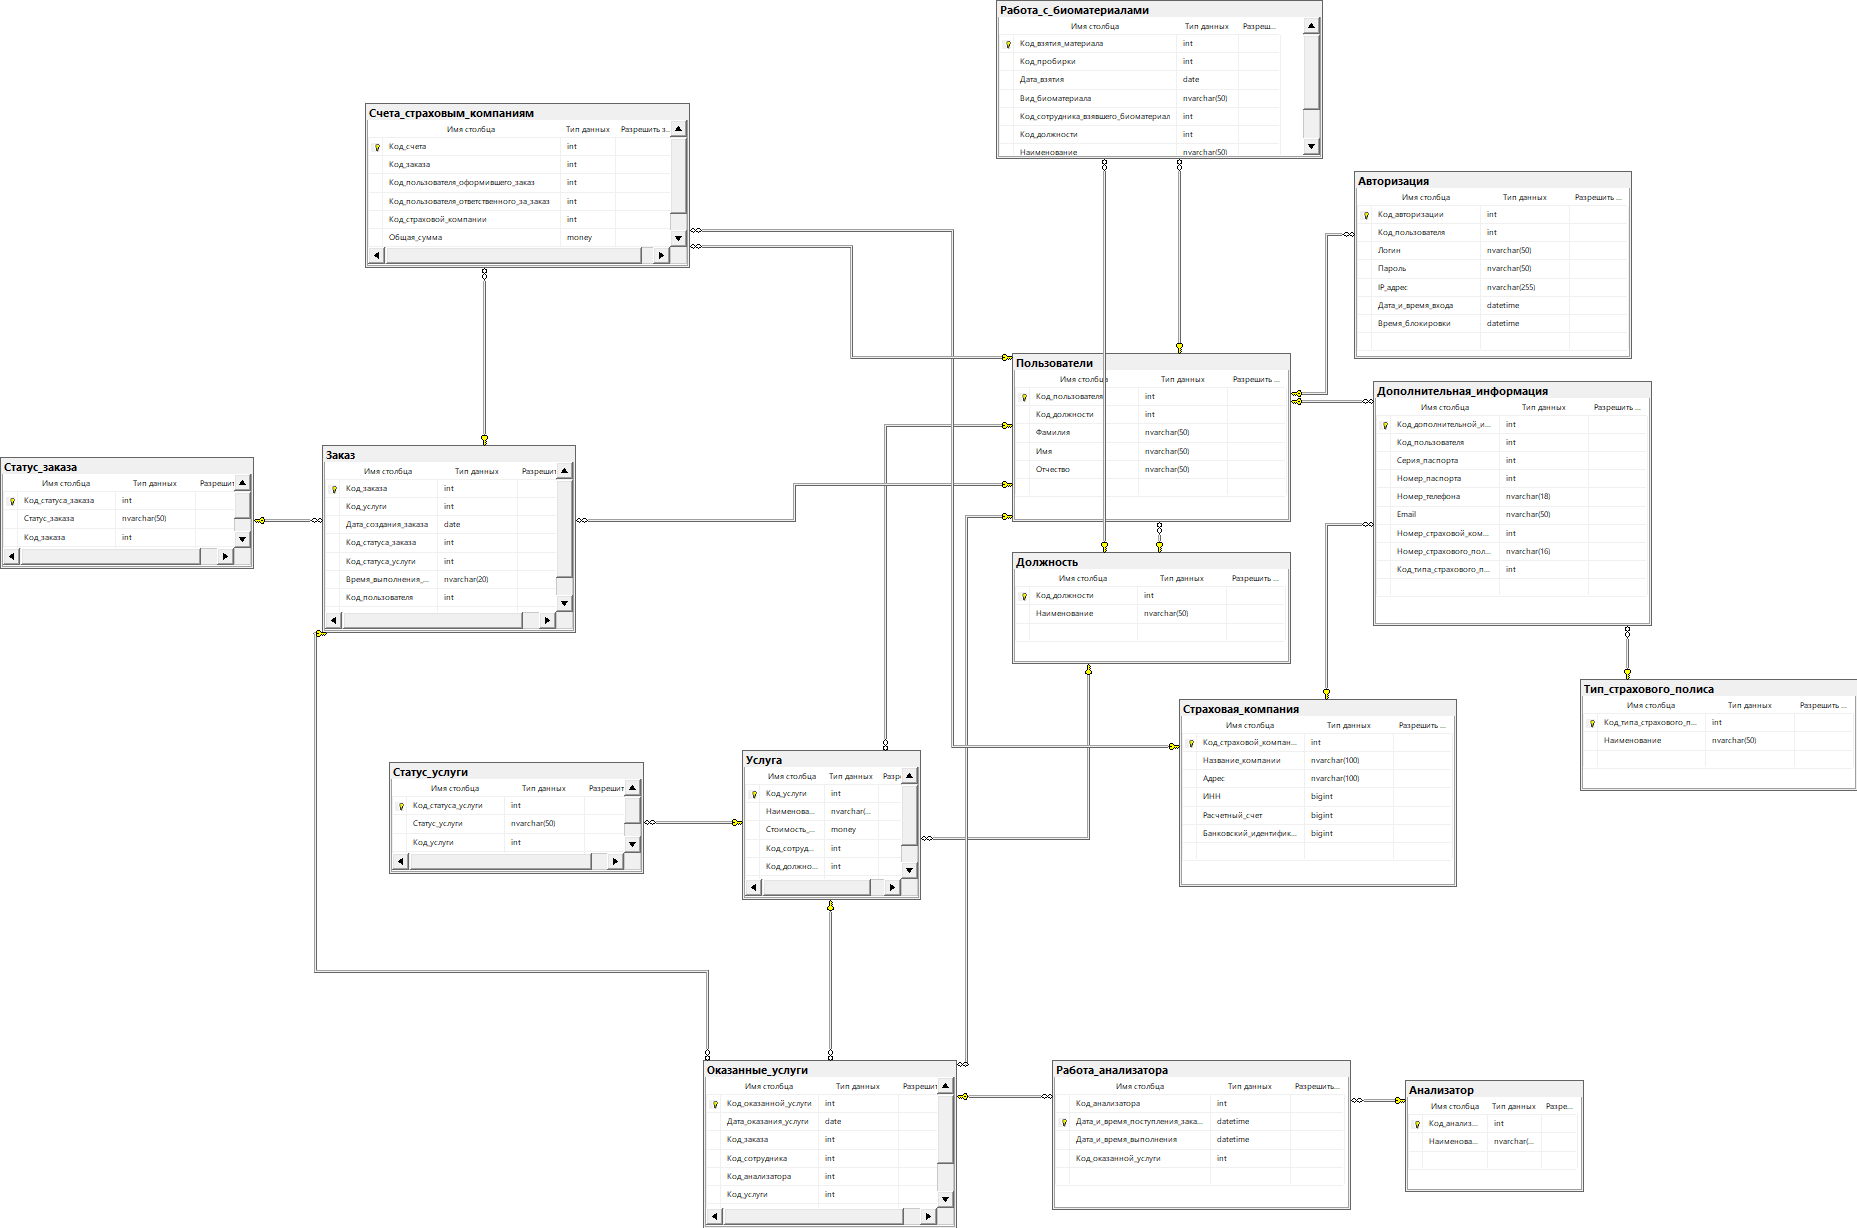 Работа_с_биоматериалами
Имя столбца Тип данных Разреш...
Код_взятия_материала int
Код_пробирки int
Дата_взятия date
Вид_биоматериала nvarchar(50)
Код_сотрудника_взявшего_биоматериал int
Код_должности int
Наименование nvarchar(50)
Счета_страховым_компаниям
Имя столбца Тип данных Разрешить з...
Код_счета int
Код_заказа int
Код_пользователя_оформившего_заказ int
Код_пользователя_ответственного_за_заказ int
Код_страховой_компании int
Общая_сумма money
Авторизация
Имя столбца Тип данных Разрешить ...
Код_авторизации int
Код_пользователя int
Логин nvarchar(50)
Пароль nvarchar(50)
IP_адрес nvarchar(255)
Дата_и_время_входа datetime
Время_блокировки datetime
Пользователи
Имя столбца Тип данных Разрешить ...
Код_пользователя int
Код_должности int
Фамилия nvarchar(50)
Имя nvarchar(50)
Отчество nvarchar(50)
Дополнительная_информация
Имя столбца Тип данных Разрешить ...
Код_дополнительной_и... int
Код_пользователя int
Серия_паспорта int
Номер_паспорта int
Номер_телефона nvarchar(18)
Email nvarchar(50)
Номер_страховой_ком... int
Номер_страхового_пол... nvarchar(16)
Код_типа_страхового_п... int
Статус_заказа
Имя столбца Тип данных Разрешит
Код_статуса_заказа int
Статус_заказа nvarchar(50)
Код_заказа int
Заказ
Имя столбца Тип данных Разрешит
Код_заказа int
Код_услуги int
Дата_создания_заказа date
Код_статуса_заказа int
Код_статуса_услуги int
Время_выполнения_... nvarchar(20)
Код_пользователя int
Должность
Имя столбца Тип данных Разрешить ...
Код_должности int
Наименование nvarchar(50)
Тип_страхового_полиса
Имя столбца Тип данных Разрешить ...
Код_типа_страхового_п... int
Наименование nvarchar(50)
Страховая_компания
Имя столбца Тип данных Разрешить ...
Код_страховой_компан... int
Название_компании nvarchar(100)
Адрес nvarchar(100)
ИНН bigint
Расчетный_счет bigint
Банковский_идентифик... bigint
Статус_услуги
Имя столбца Тип данных Разрешит
Код_статуса_услуги int
Статус_услуги nvarchar(50)
Код_услуги int
Услуга
Имя столбца Тип данных Разр
Код_услуги int
Наименова... nvarchar(...
Стоимость_... money
Код_сотруд... int
Код_должно... int
Оказанные_услуги
Имя столбца Тип данных Разрешит
Код_оказанной_услуги int
Дата_оказания_услуги date
Код_заказа int
Код_сотрудника int
Код_анализатора int
Код_услуги int
Работа_анализатора
Имя столбца Тип данных Разрешить...
Код_анализатора int
Дата_и_время_поступления_зака... datetime
Дата_и_время_выполнения datetime
Код_оказанной_услуги int
Анализатор
Имя столбца Тип данных Разре...
Код_анализ... int
Наименова... nvarchar(...